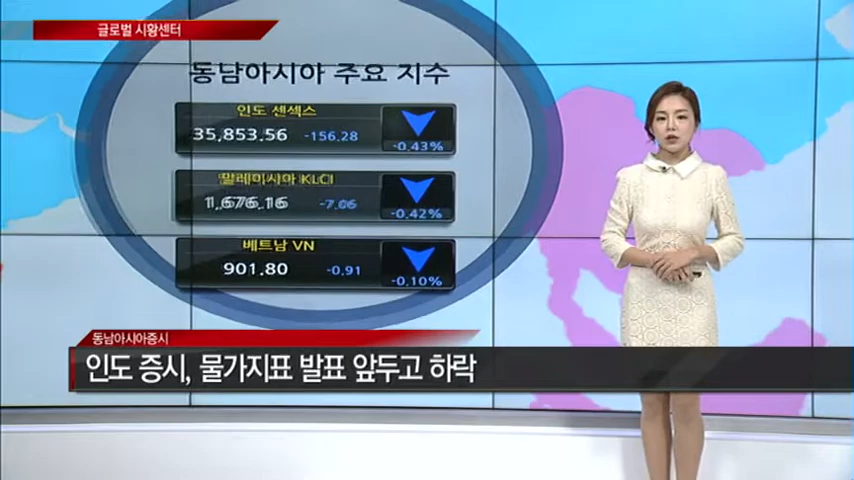 글로벌 시황센터
동남아시아 주요 지수
인도 센섹스
35,853.56 -156.28 -0.43%
말레이시아 KLCI
1,676.16 -7.06 -0.42%
베트남 VN
901.80 -0.91 -0.10%
동남아시아증시
인도 증시, 물가지표 발표 앞두고 하락